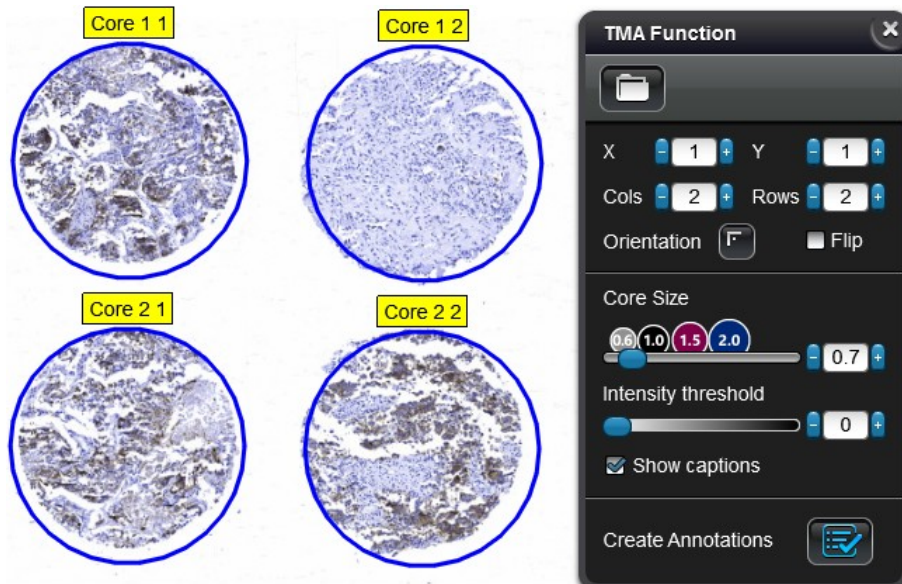 Core 1 1
Core 1 2
Core 2 1
Core 2 2
TMA Function
X - 1 + Y - 1 +
Cols - 2 + Rows - 2 +
Orientation Flip
Core Size
0.6 1.0 1.5 2.0
- 0.7 +
Intensity threshold
- 0 +
Show captions
Create Annotations